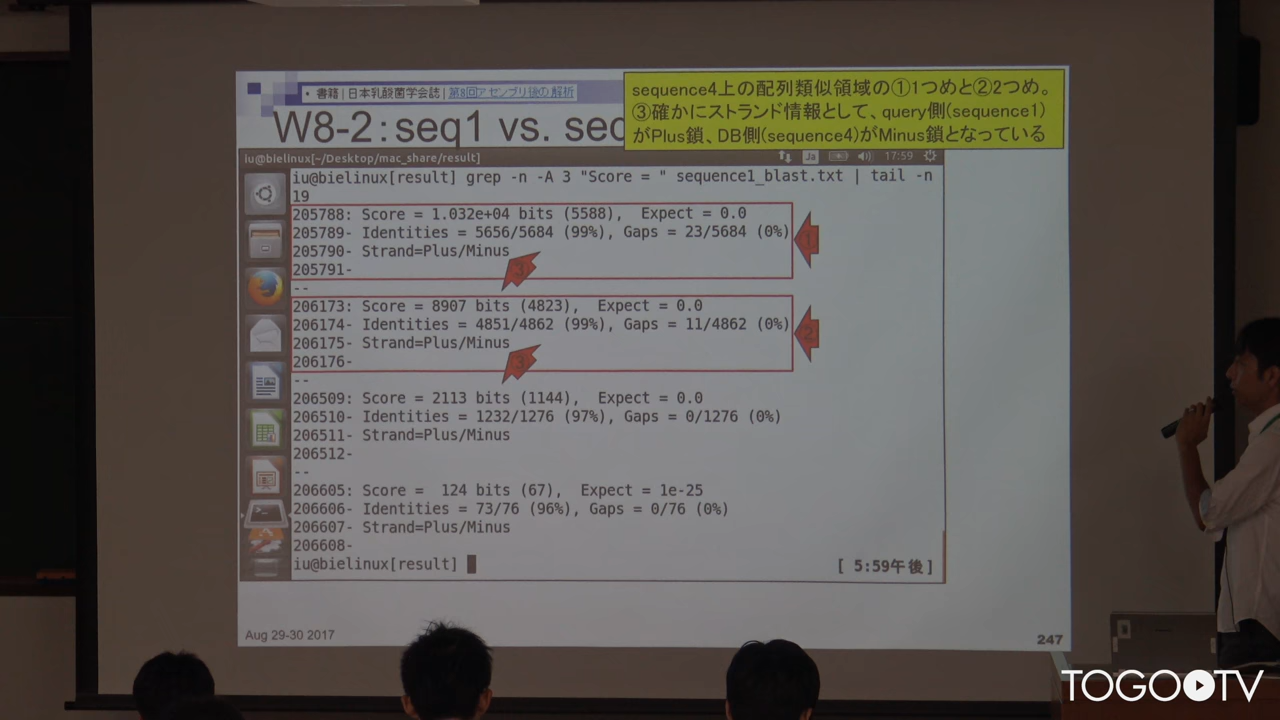 ・書籍 | 日本乳酸菌学会誌 | 第8回アセンブリ後の解析
W8-2：seq1 vs. sec
sequence4上の配列類似領域の①1つめと②2つめ。
③確かにストランド情報として、query側(sequence1)
がPlus鎖、DB側(sequence4)がMinus鎖となっている
iu@bielinux[~/Desktop/mac_share/result]
Ja
17:59
iu@bielinux[result] grep -n -A 3 "Score = " sequence1_blast.txt | tail -n
19
205788: Score = 1.032e+04 bits (5588),  Expect = 0.0
205789- Identities = 5656/5684 (99%), Gaps = 23/5684 (0%)
①
205790- Strand=Plus/Minus
③
205791-
--
206173: Score = 8907 bits (4823),  Expect = 0.0
206174- Identities = 4851/4862 (99%), Gaps = 11/4862 (0%)
②
206175- Strand=Plus/Minus
③
206176-
--
206509: Score = 2113 bits (1144),  Expect = 0.0
206510- Identities = 1232/1276 (97%), Gaps = 0/1276 (0%)
206511- Strand=Plus/Minus
206512-
--
206605: Score =  124 bits (67),  Expect = 1e-25
206606- Identities = 73/76 (96%), Gaps = 0/76 (0%)
206607- Strand=Plus/Minus
206608-
iu@bielinux[result]
[ 5:59午後]
Aug 29-30 2017
247
TOGOTV